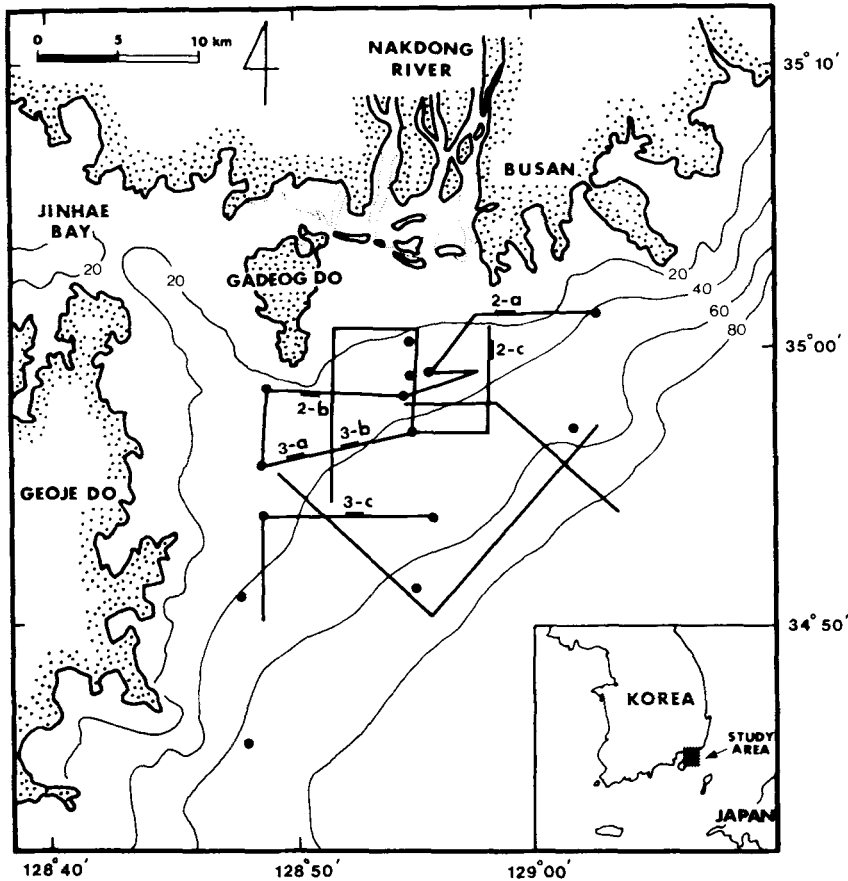 0 5 10 km
NAKDONG
RIVER
35°10'
BUSAN
JINHAE
BAY
20
20
GADEOG DO
20
40
60
80
2-a
35°00'
2-c
2-b
3-a
3-b
GEOJE DO
3-c
34°50'
KOREA
STUDY
AREA
JAPAN
128°40'
128°50'
129°00'